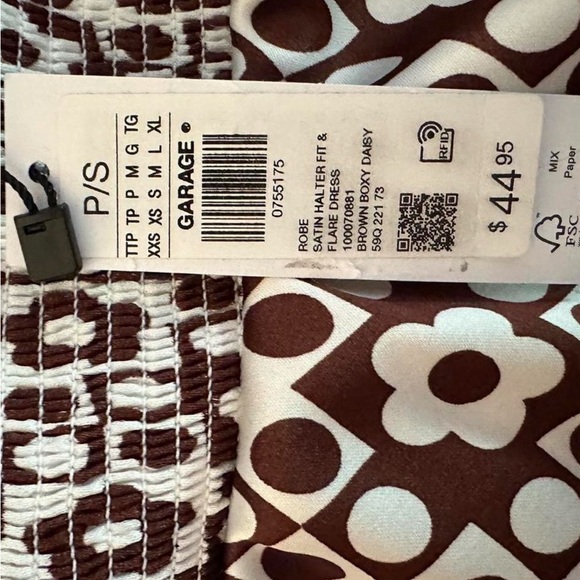 P/S
TTP TP P M G TG
XXS XS S M L XL
GARAGE
0755175
ROBE
SATIN HALTER FIT &
FLARE DRESS
100070881
BROWN BOXY DAISY
59Q 221 73
RFID
$ 44.95
MIX
Paper
FSC